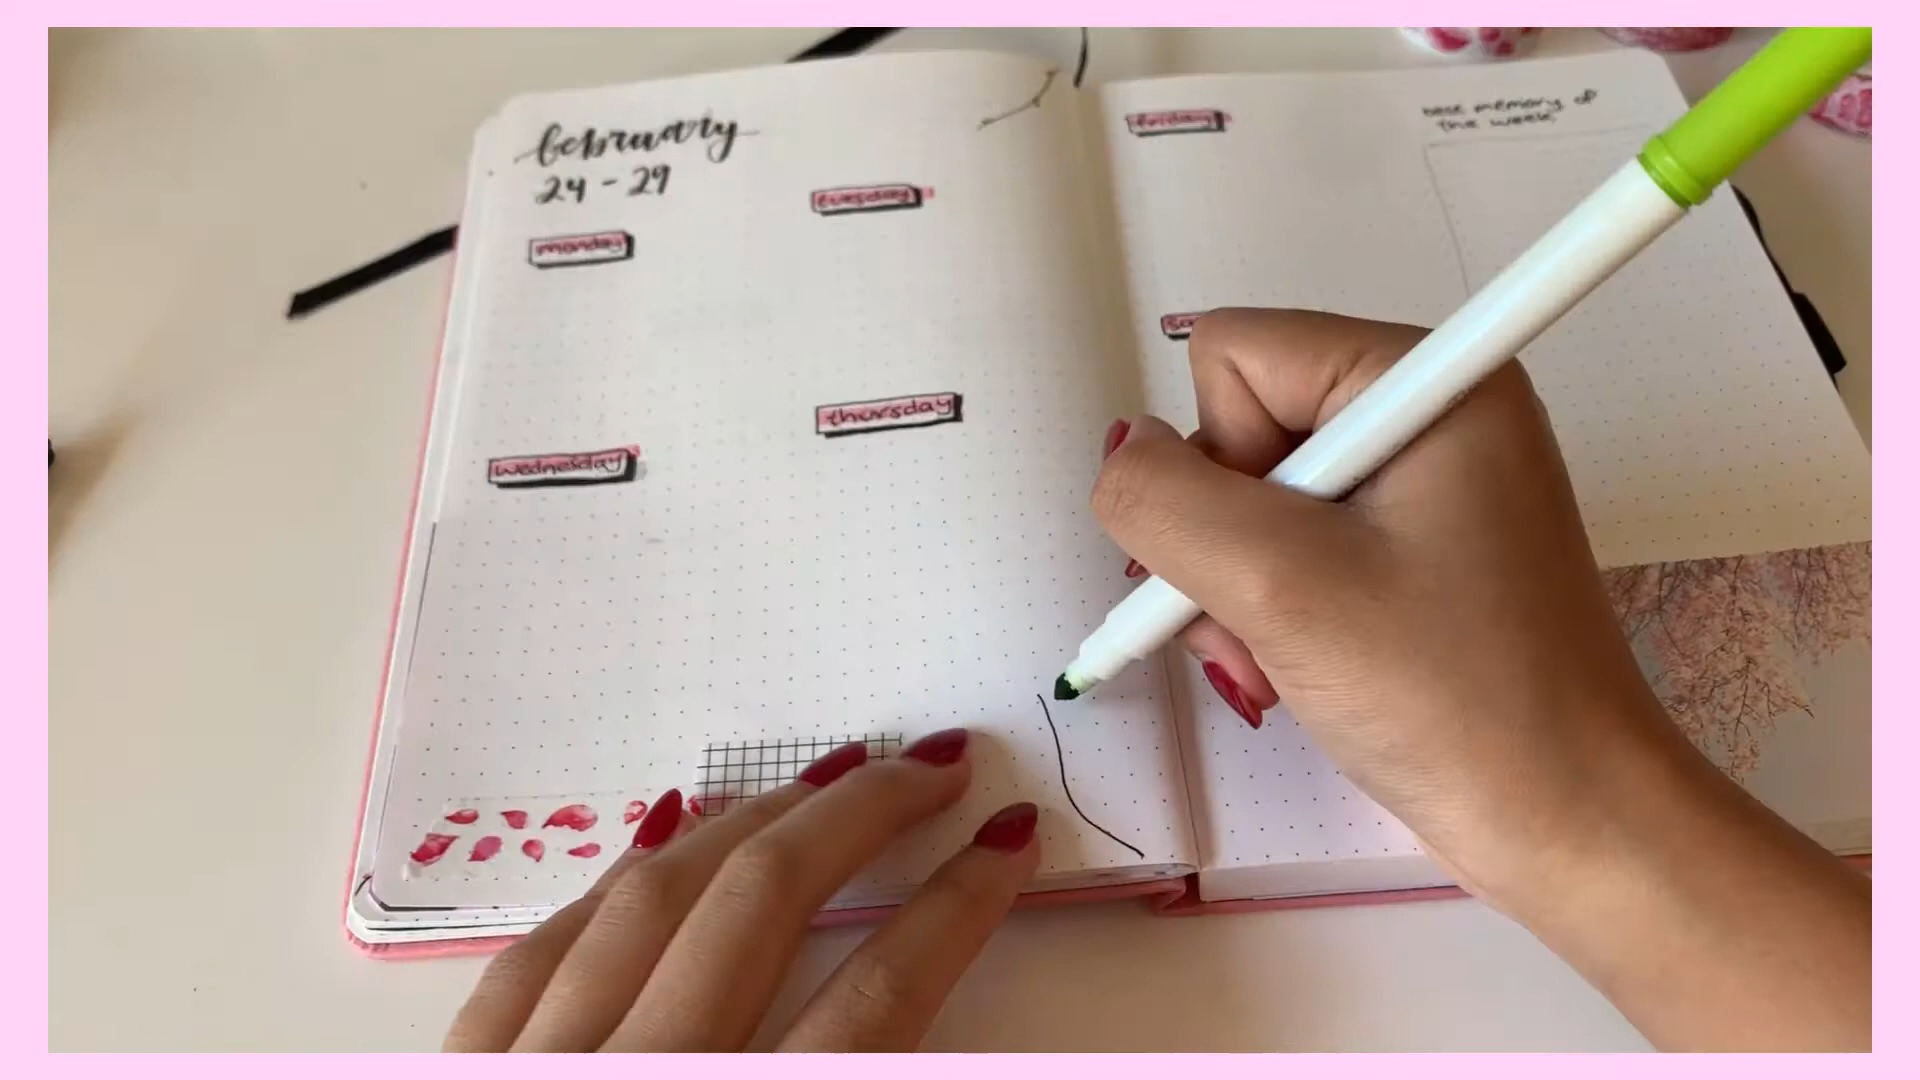 february
24 - 29
monday
tuesday
wednesday
thursday
friday
best memory of
the week